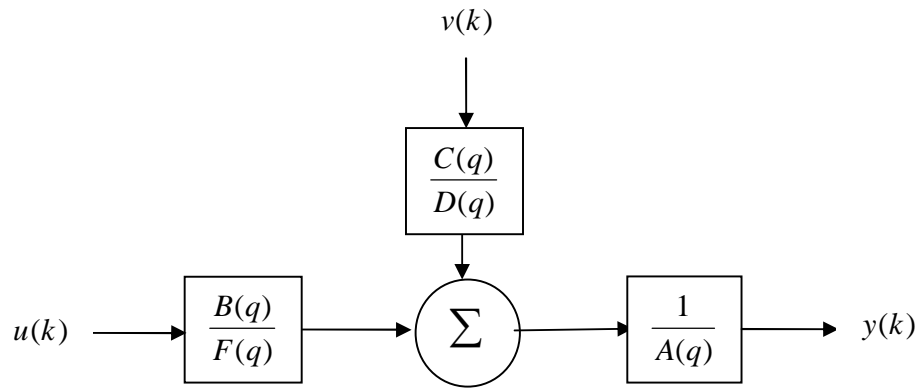 v(k)
C(q)
D(q)
u(k)
B(q)
F(q)
Σ
1
A(q)
y(k)